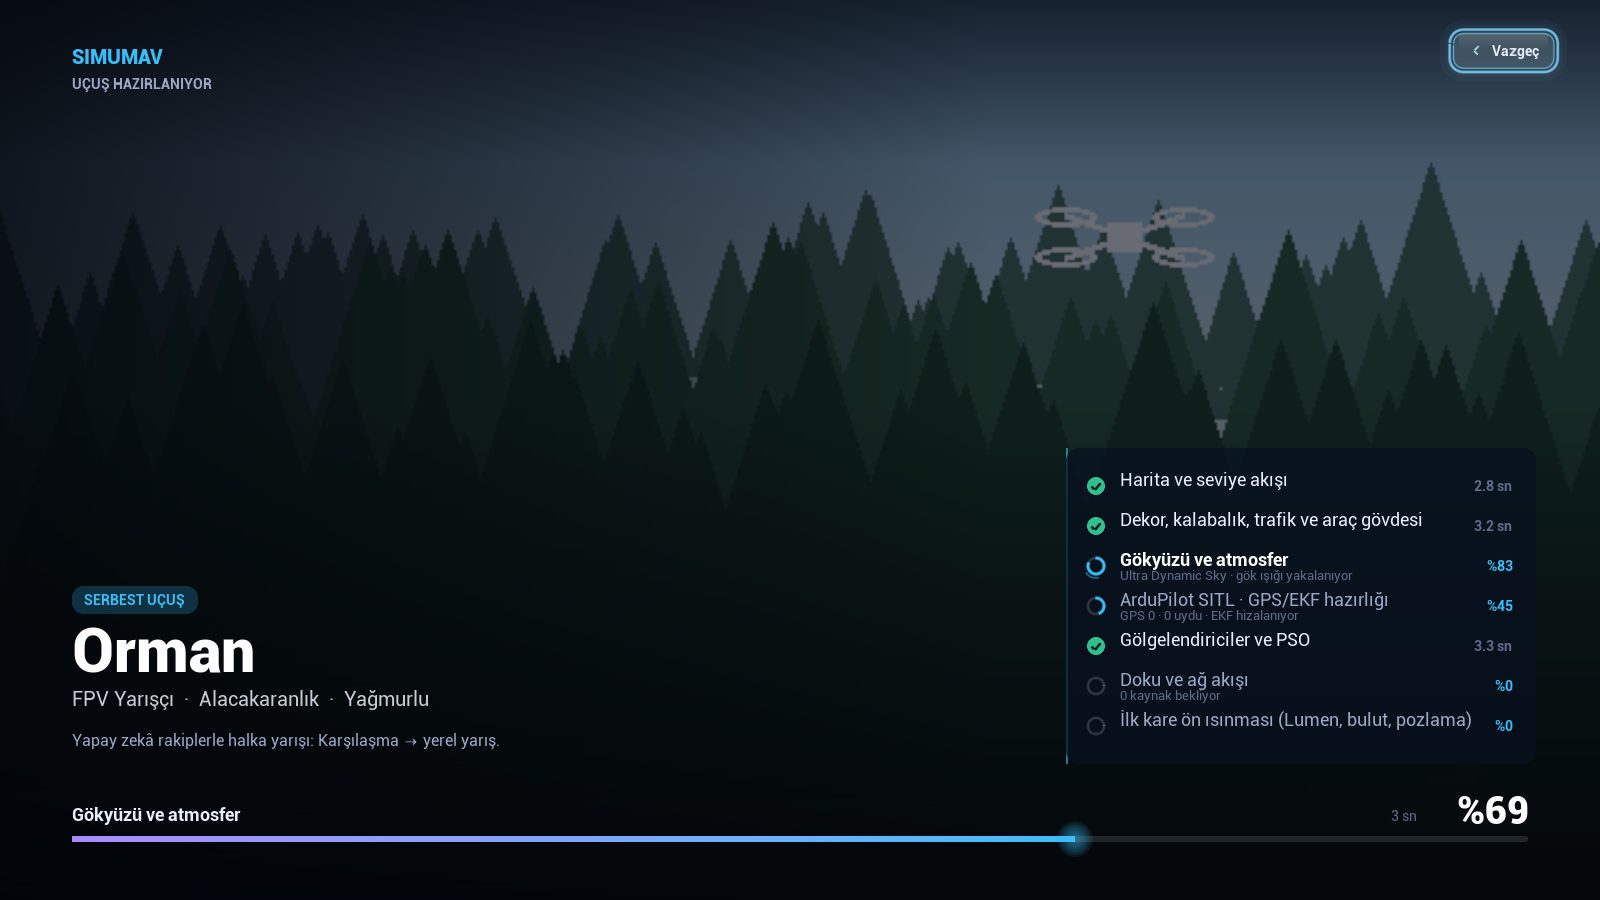 SIMUMAV
UÇUŞ HAZIRLANIYOR
Vazgeç
Harita ve seviye akışı 2.8 sn
Dekor, kalabalık, trafik ve araç gövdesi 3.2 sn
Gökyüzü ve atmosfer %83
Ultra Dynamic Sky · gök ışığı yakalanıyor
ArduPilot SITL · GPS/EKF hazırlığı %45
GPS 0 · 0 uydu · EKF hizalanıyor
Gölgelendiriciler ve PSO 3.3 sn
Doku ve ağ akışı %0
0 kaynak bekliyor
İlk kare ön ısınması (Lumen, bulut, pozlama) %0
SERBEST UÇUŞ
Orman
FPV Yarışçı · Alacakaranlık · Yağmurlu
Yapay zekâ rakiplerle halka yarışı: Karşılaşma → yerel yarış.
Gökyüzü ve atmosfer 3 sn %69